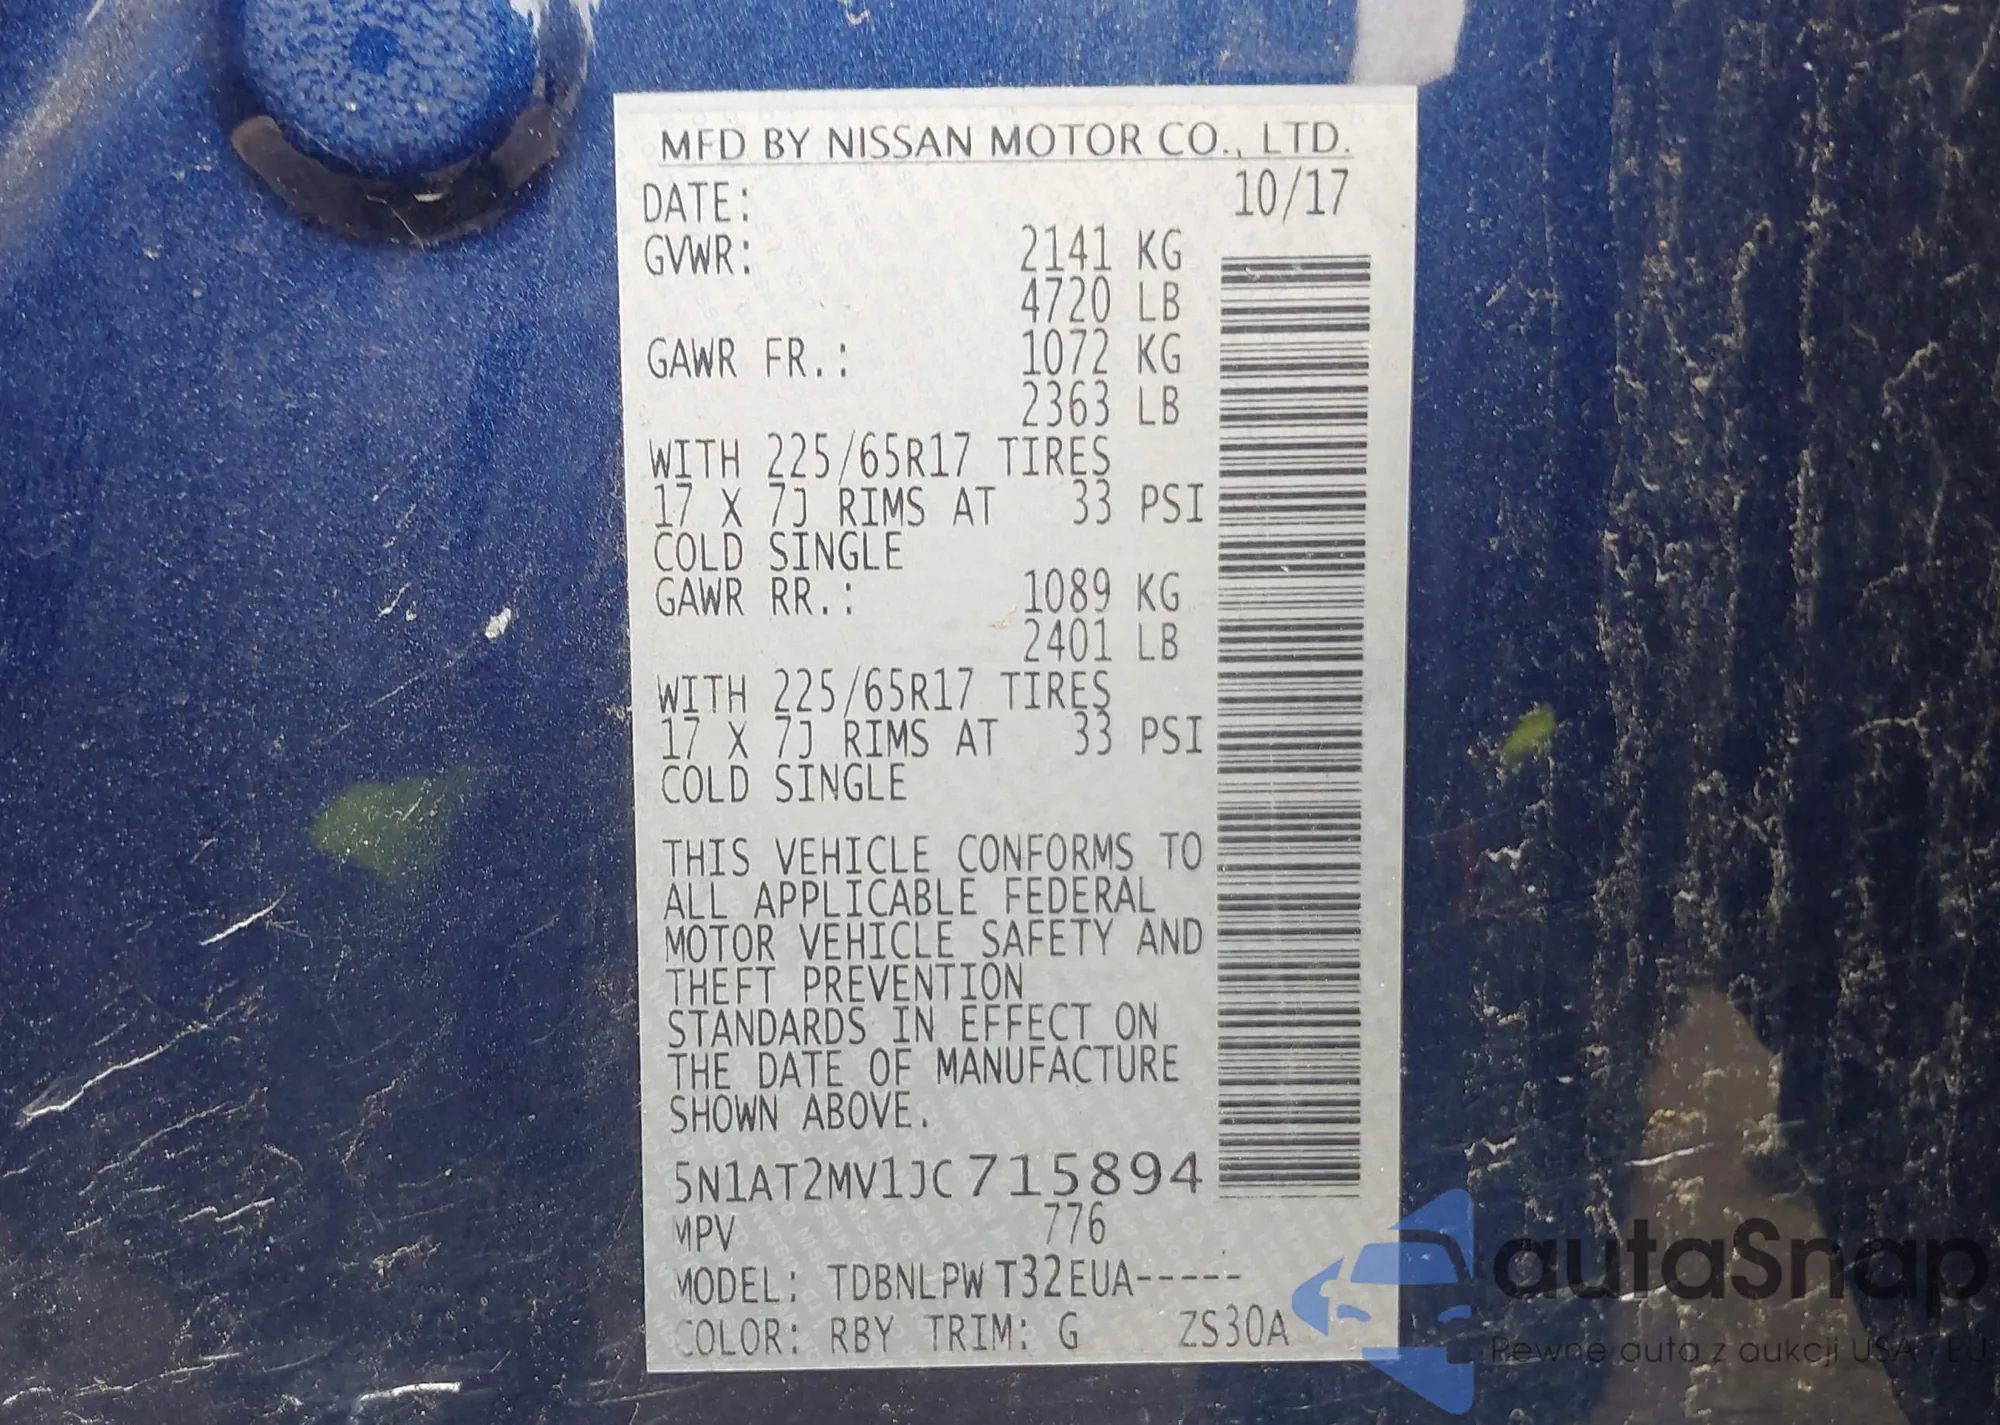 MFD BY NISSAN MOTOR CO., LTD.
DATE: 10/17
GVWR: 2141 KG
4720 LB
GAWR FR.: 1072 KG
2363 LB
WITH 225/65R17 TIRES
17 X 7J RIMS AT 33 PSI
COLD SINGLE
GAWR RR.: 1089 KG
2401 LB
WITH 225/65R17 TIRES
17 X 7J RIMS AT 33 PSI
COLD SINGLE
THIS VEHICLE CONFORMS TO
ALL APPLICABLE FEDERAL
MOTOR VEHICLE SAFETY AND
THEFT PREVENTION
STANDARDS IN EFFECT ON
THE DATE OF MANUFACTURE
SHOWN ABOVE.
5N1AT2MV1JC715894
MPV 776
MODEL: TDBNLPW T32EUA-----
COLOR: RBY TRIM: G ZS30A
autaSnap
Pewne auta z aukcji USA EJ